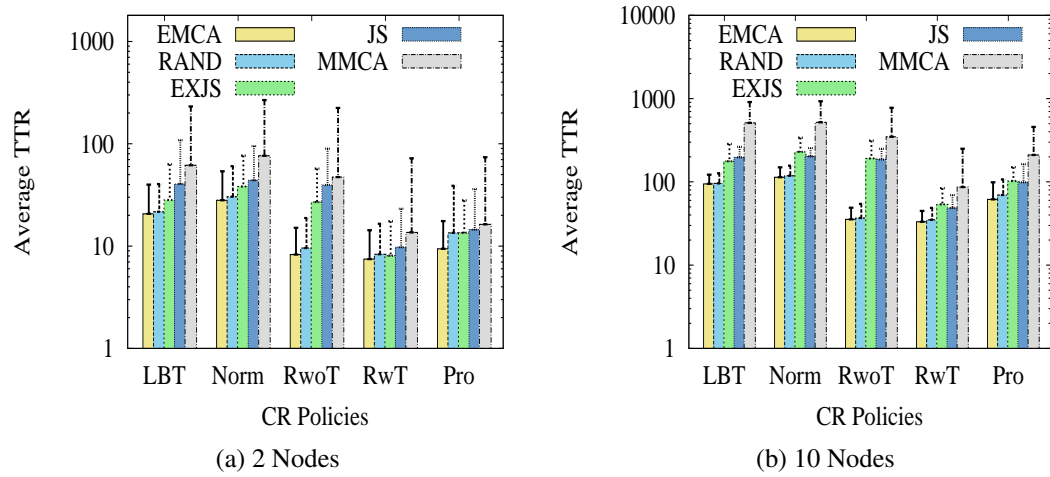 Average TTR
1000
100
10
1
EMCA
RAND
EXJS
JS
MMCA
LBT Norm RwoT RwT Pro
CR Policies
(a) 2 Nodes
Average TTR
10000
1000
100
10
1
EMCA
RAND
EXJS
JS
MMCA
LBT Norm RwoT RwT Pro
CR Policies
(b) 10 Nodes